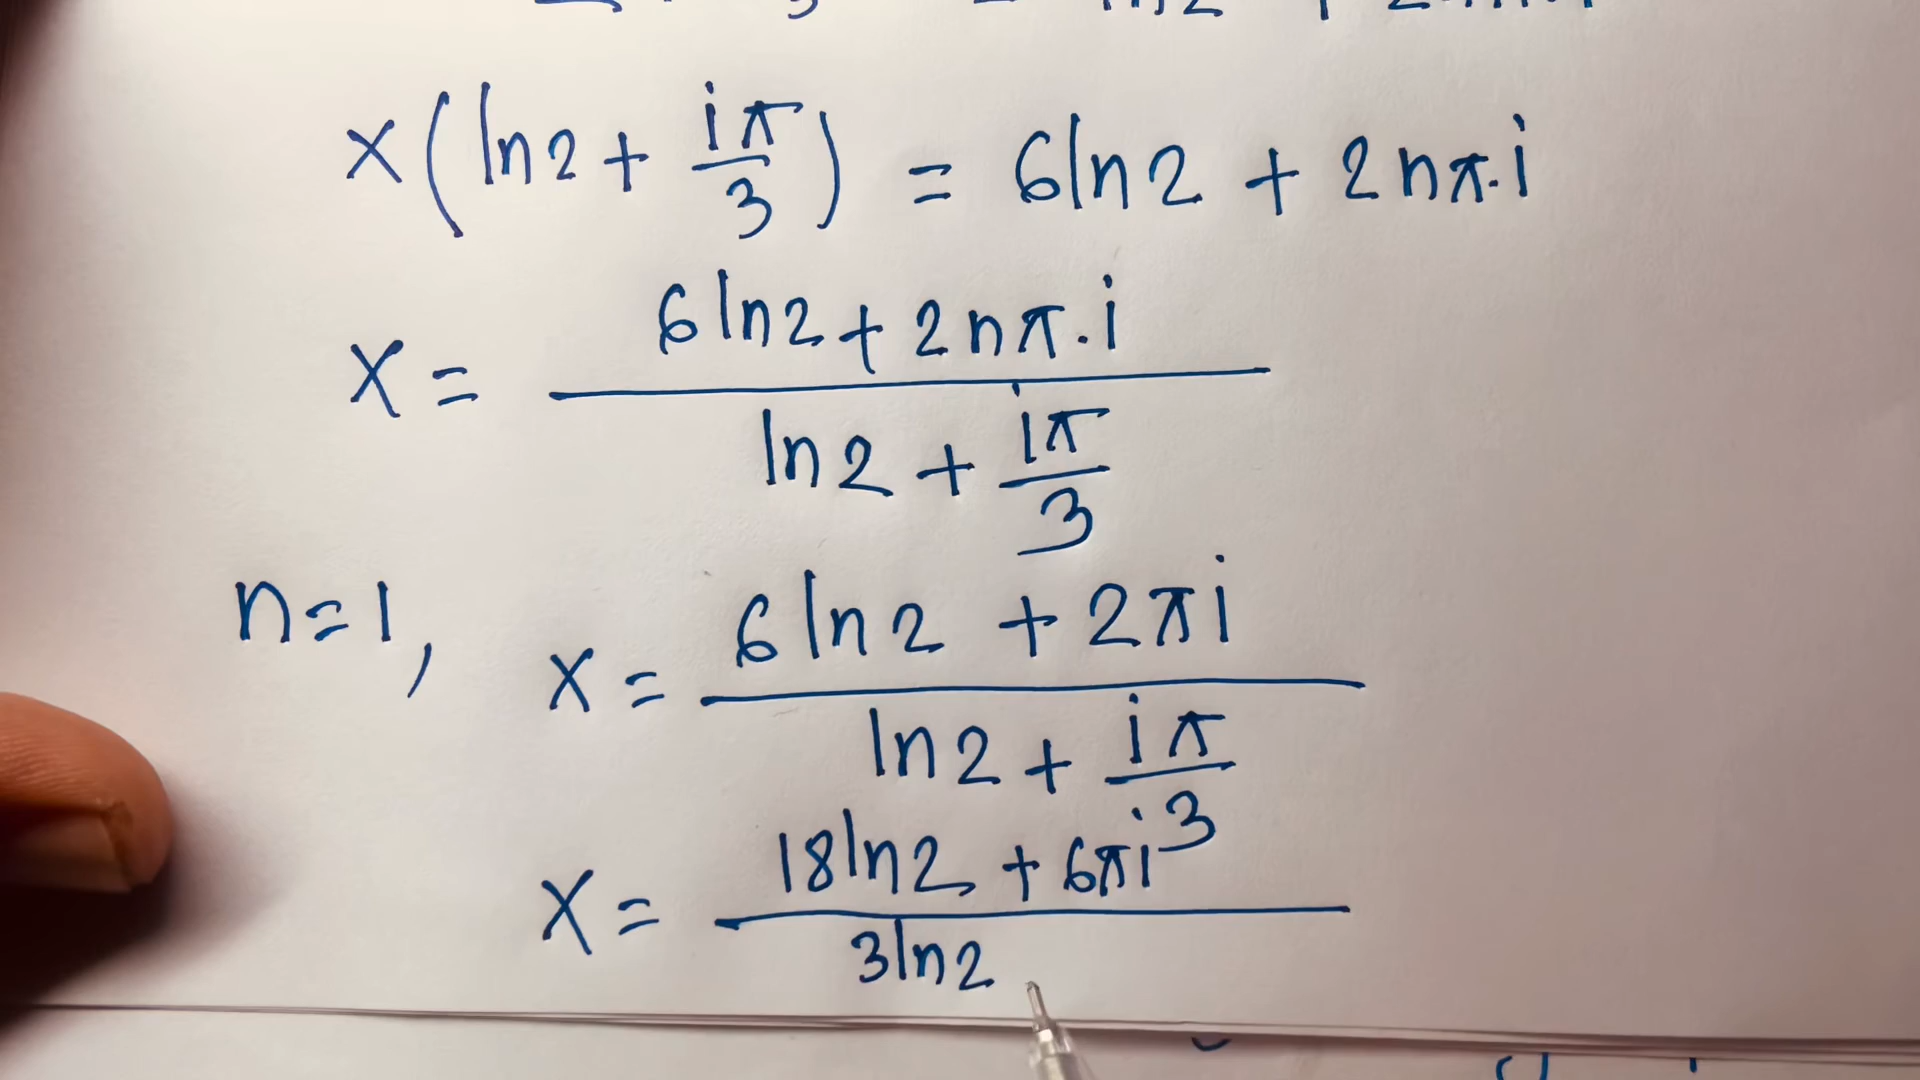 x(ln2 + iπ/3) = 6ln2 + 2nπ.i
x = (6ln2 + 2nπ.i)/(ln2 + iπ/3)
n=1, x = (6ln2 + 2πi)/(ln2 + iπ/3)
x = (18ln2 + 6πi)/(3ln2